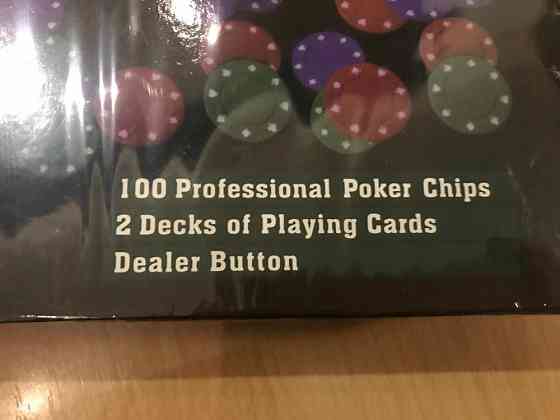 100 Professional Poker Chips
2 Decks of Playing Cards
Dealer Button